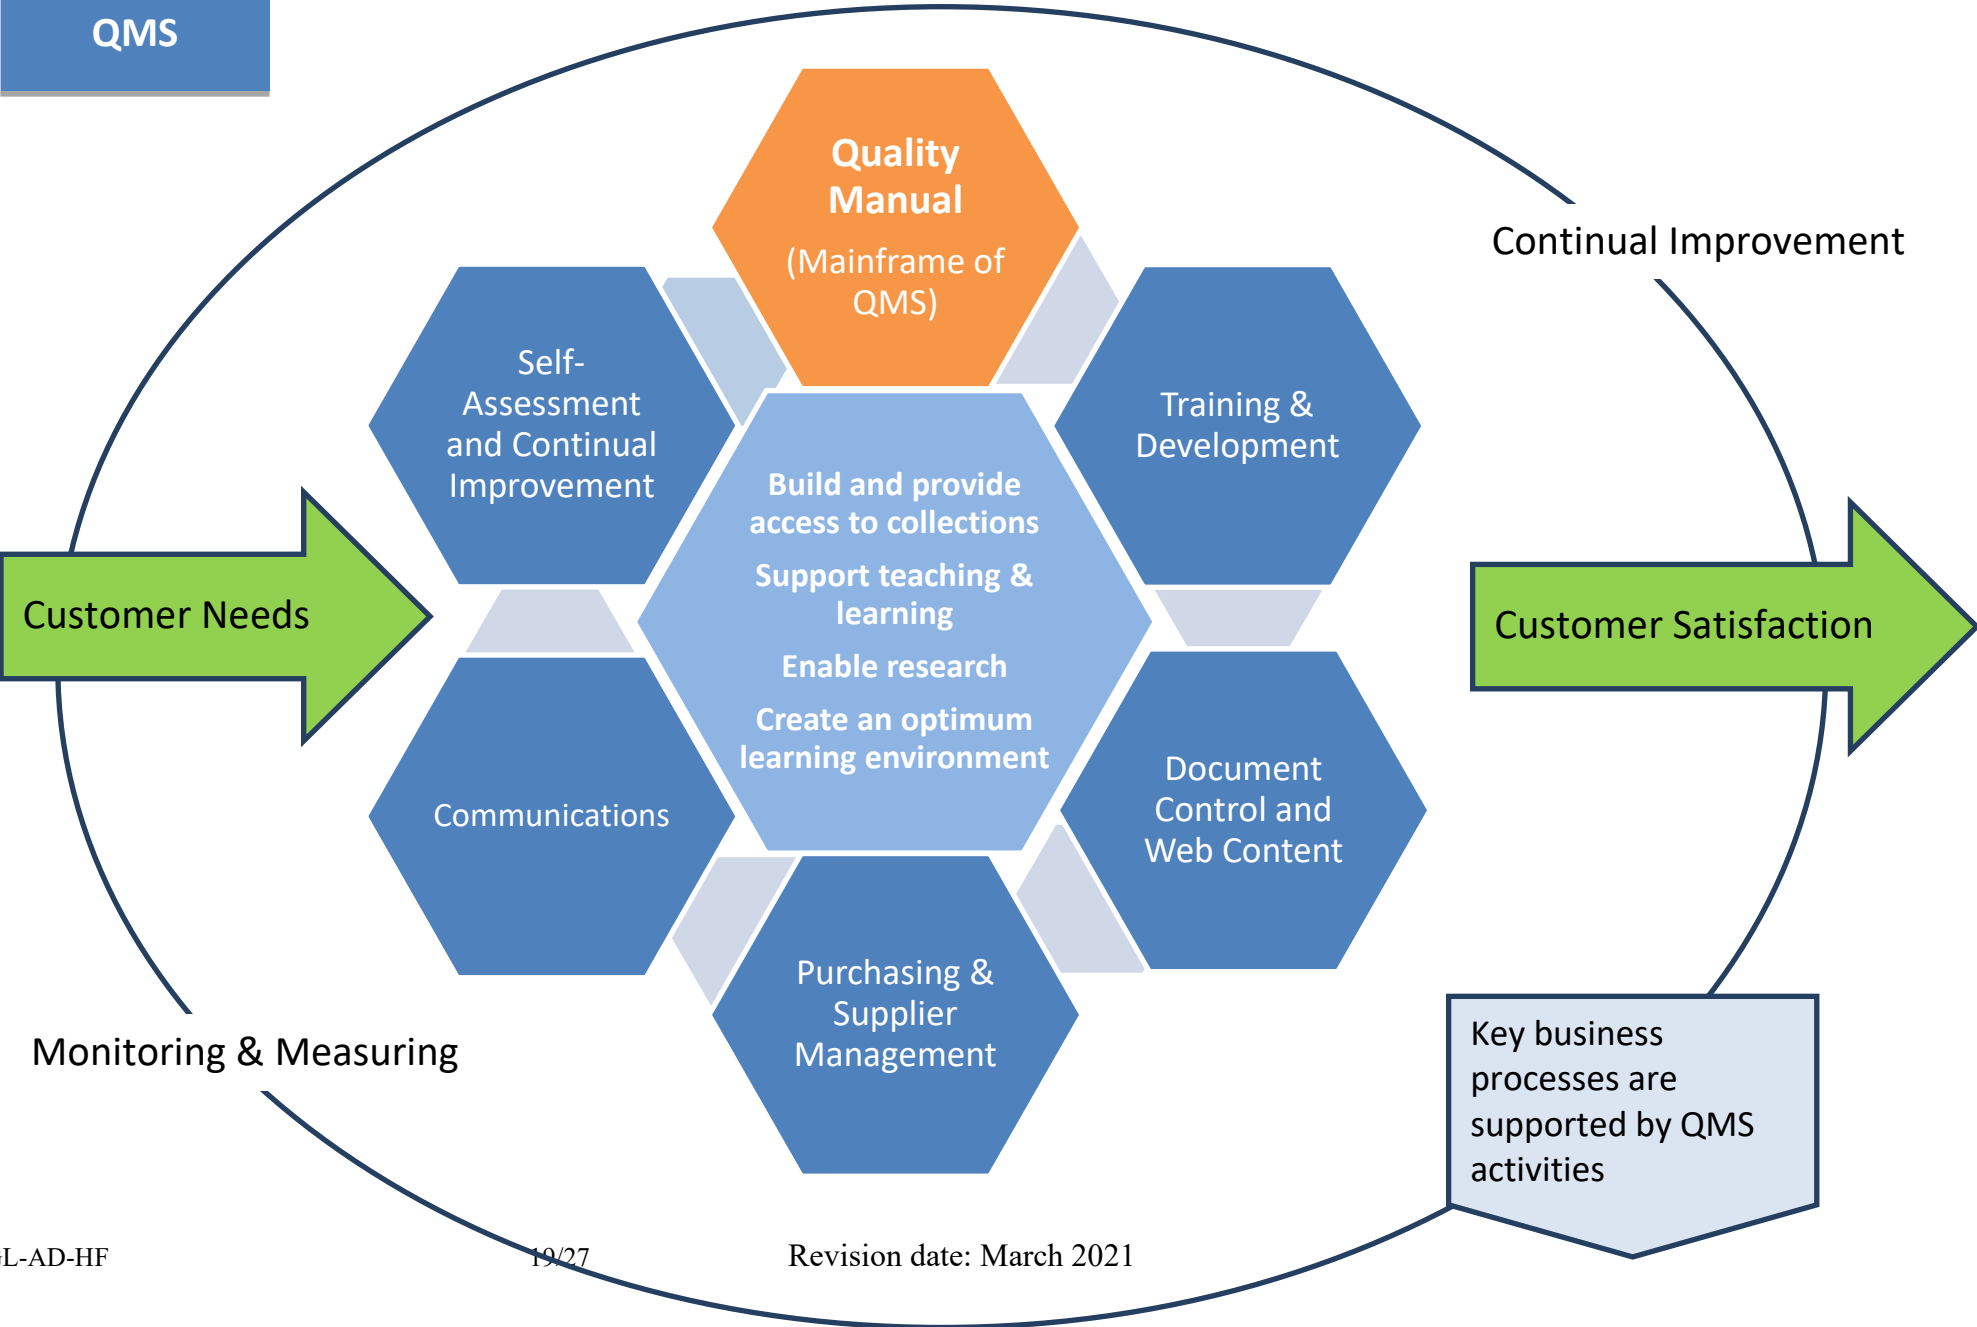 QMS
Quality
Manual
(Mainframe of
QMS)
Continual Improvement
Self-
Assessment
and Continual
Improvement
Training &
Development
Build and provide
access to collections
Support teaching &
learning
Enable research
Create an optimum
learning environment
Customer Needs
Customer Satisfaction
Communications
Document
Control and
Web Content
Purchasing &
Supplier
Management
Monitoring & Measuring
Key business
processes are
supported by QMS
activities
L-AD-HF
19/27
Revision date: March 2021